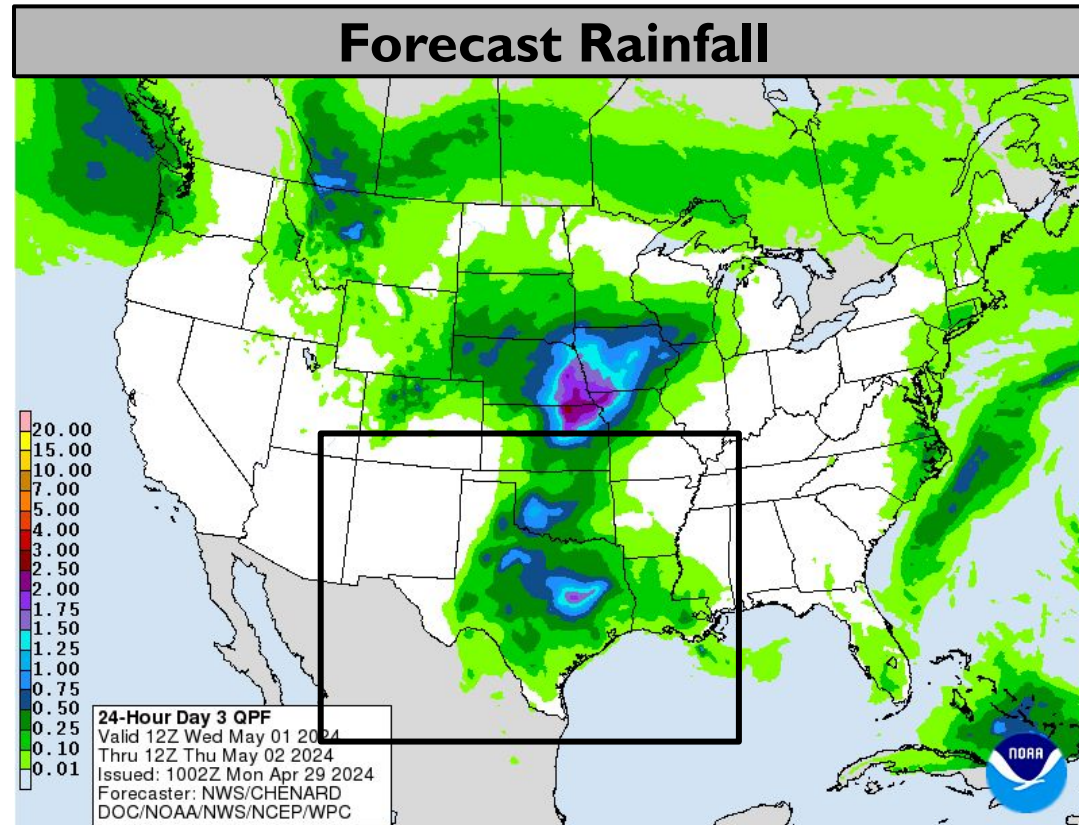 Forecast Rainfall
20.00
15.00
10.00
7.00
5.00
4.00
3.00
2.50
2.00
1.75
1.50
1.25
1.00
0.75
0.50
0.25
0.10
0.01
24-Hour Day 3 QPF
Valid 12Z Wed May 01 2024
Thru 12Z Thu May 02 2024
Issued: 1002Z Mon Apr 29 2024
Forecaster: NWS/CHENARD
DOC/NOAA/NWS/NCEP/WPC
NOAA